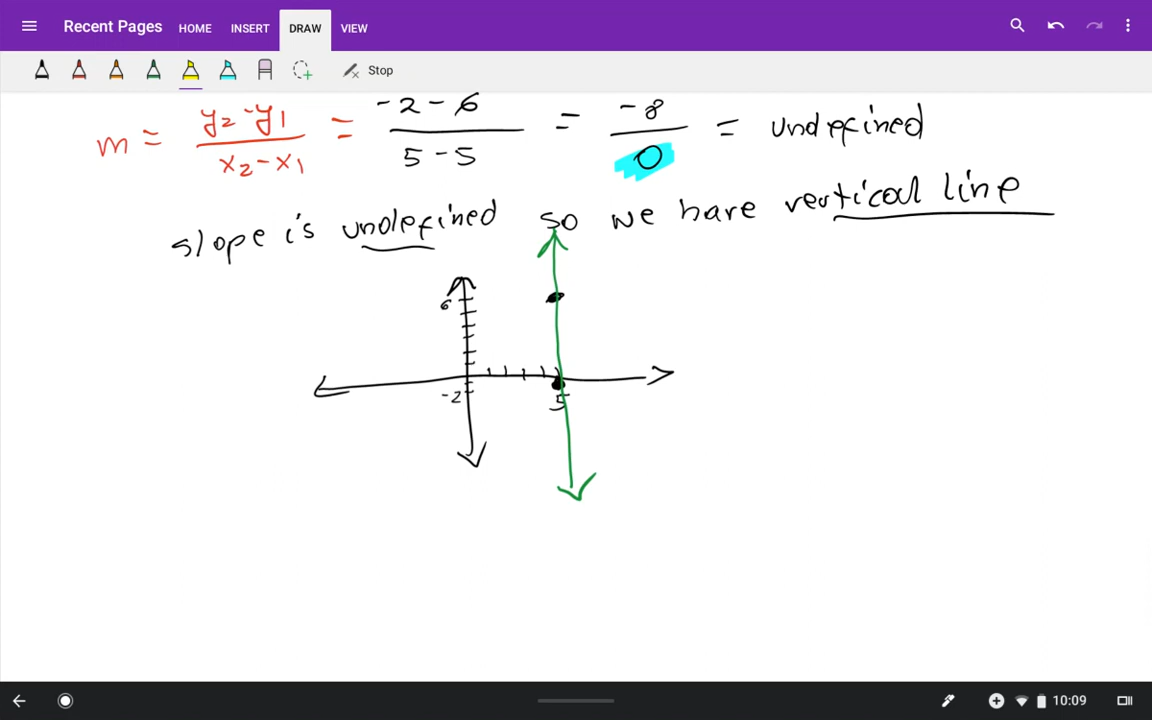 Recent Pages HOME INSERT DRAW VIEW
Stop
m = y2-y1 / x2-x1 = -2-6 / 5-5 = -8 / 0 = undefined
slope is undefined so we have vertical line
6
-2 5
10:09